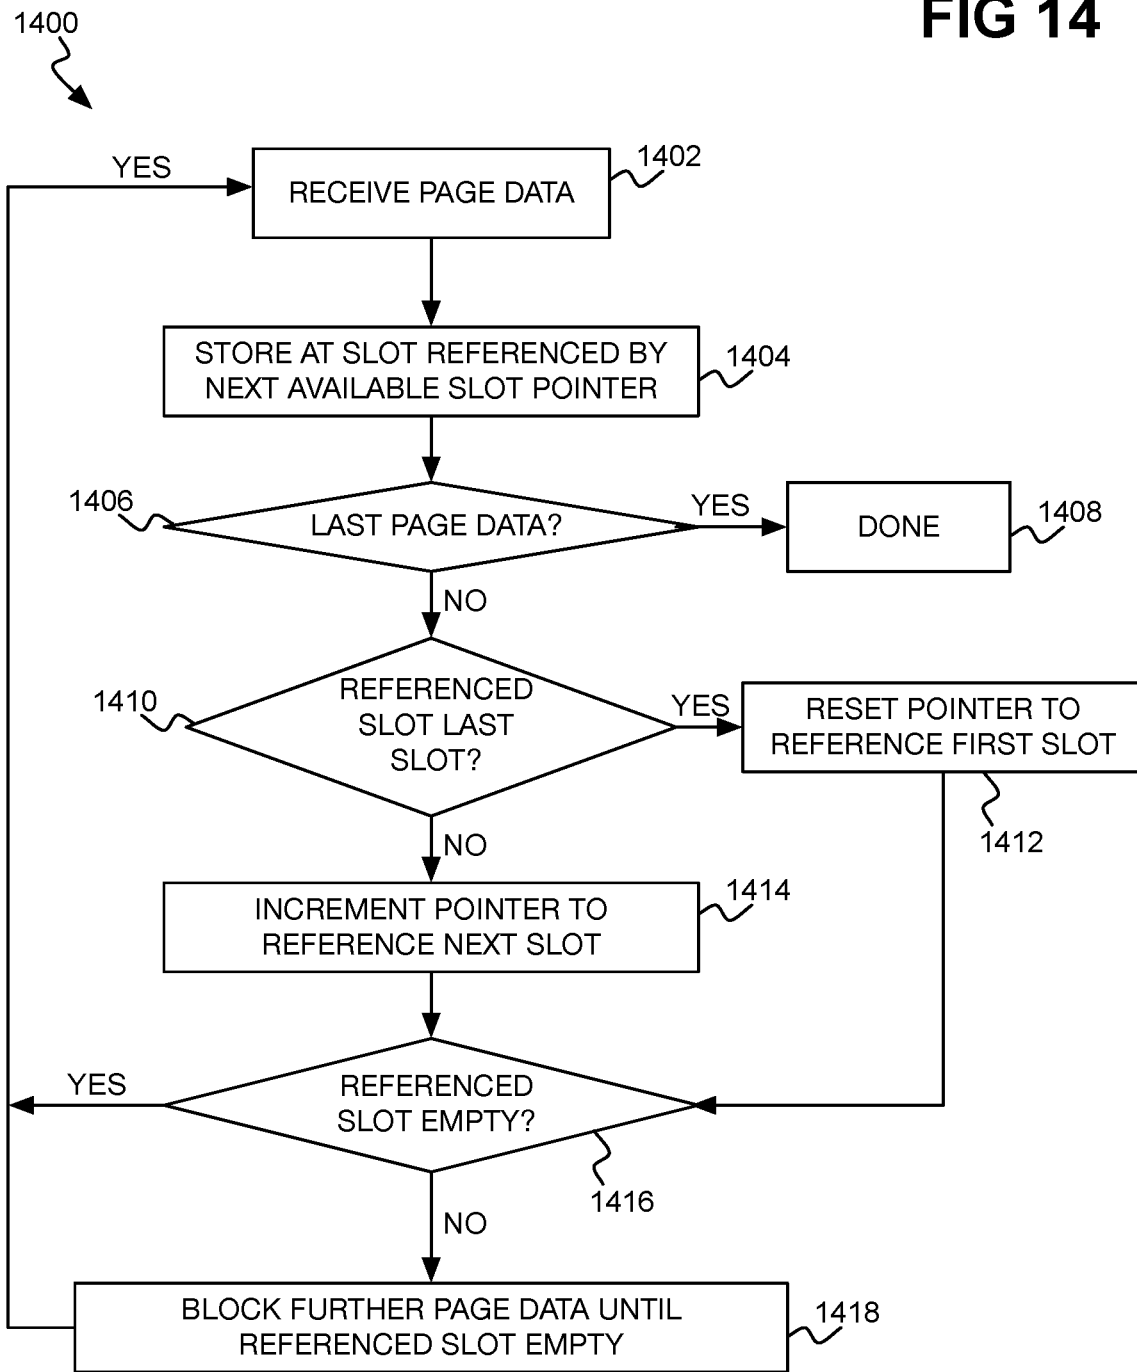 FIG 14
1400
YES
RECEIVE PAGE DATA
1402
STORE AT SLOT REFERENCED BY
NEXT AVAILABLE SLOT POINTER
1404
1406
LAST PAGE DATA?
YES
DONE
1408
NO
1410
REFERENCED
SLOT LAST
SLOT?
YES
RESET POINTER TO
REFERENCE FIRST SLOT
1412
NO
INCREMENT POINTER TO
REFERENCE NEXT SLOT
1414
YES
REFERENCED
SLOT EMPTY?
1416
NO
BLOCK FURTHER PAGE DATA UNTIL
REFERENCED SLOT EMPTY
1418